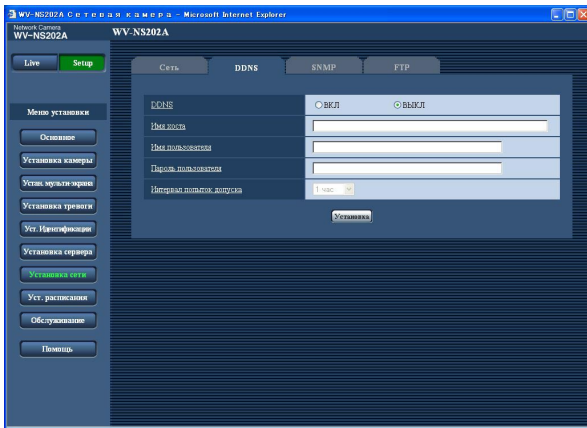 WV-NS202A Сетевая камера - Microsoft Internet Explorer
Network Camera
WV-NS202A
WV-NS202A
Live
Setup
Сеть
DDNS
SNMP
FTP
Меню установки
Основное
Установка камеры
Устан. мульти-экрана
Установка тревоги
Уст. Идентификации
Установка сервера
Установка сети
Уст. расписания
Обслуживание
Помощь
DDNS
ВКЛ
ВЫКЛ
Имя хоста
Имя пользователя
Пароль пользователя
Интервал попыток допуска
1 час
Установка